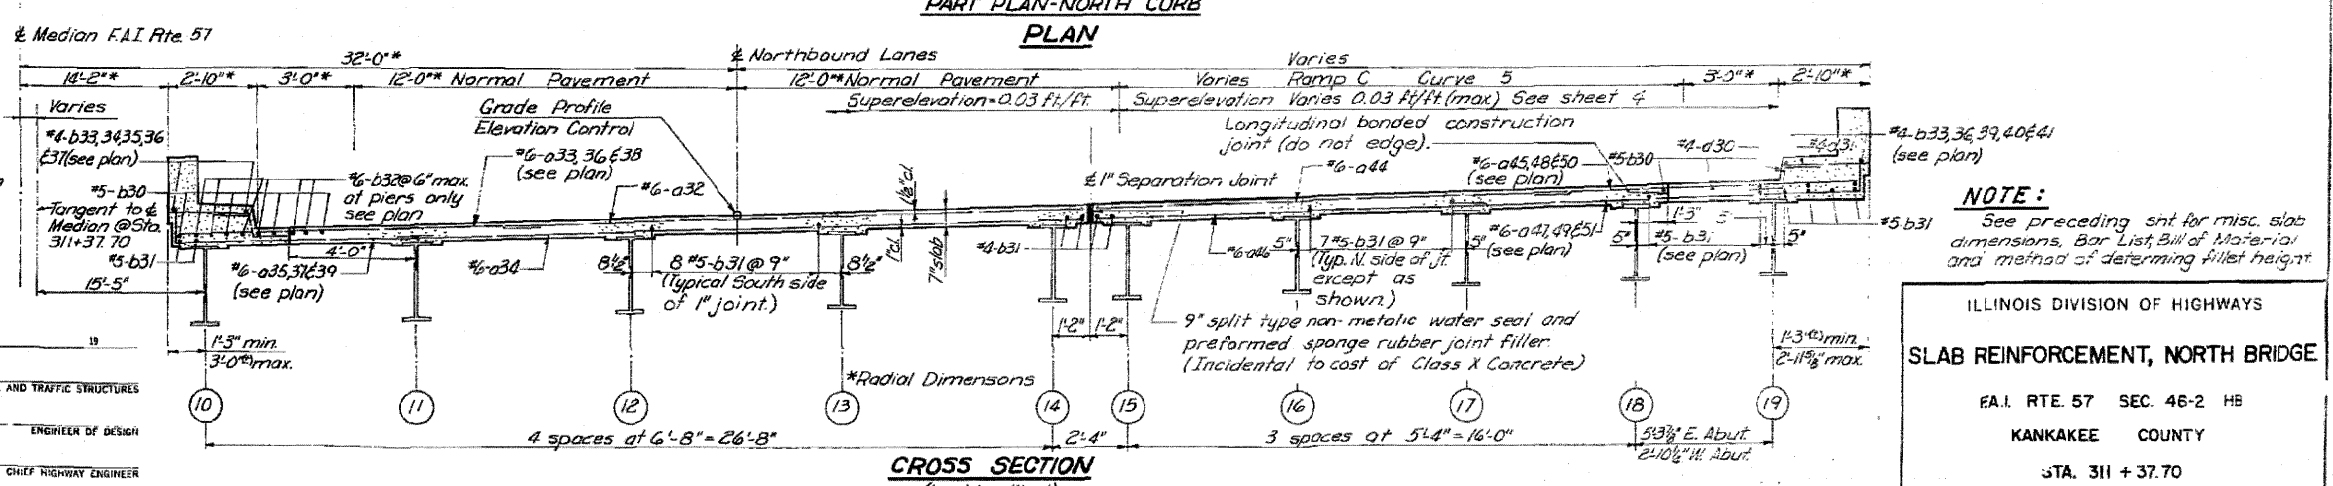 PART PLAN-NORTH CURB
PLAN
℄ Median F.A.I. Rte. 57
32'-0"*
℄ Northbound Lanes
Varies
14'-2"*
2'-10"*
3'-0"*
12'-0"* Normal Pavement
12'-0"* Normal Pavement
Varies Ramp C Curve 5
3'-0"*
2'-10"*
Varies
Grade Profile
Elevation Control
Superelevation=0.03 ft/ft.
Superelevation Varies 0.03 ft/ft.(max) See sheet 4
Longitudinal bonded construction
joint (do not edge).
#4-b33,34,35,36
&37(see plan)
#6-a33, 36 & 38
(see plan)
#6-a32
1½"cl.
℄ 1" Separation Joint
#6-a44
#6-a45,48&50
(see plan)
#5-b30
#4-d30
#4-d31
#4-b33,36,39,40&41
(see plan)
#5-b30
Tangent to ℄
Median @Sta.
311+37.70
#5-b31
#6-b32@6"max.
at piers only
see plan
15'-5"
#6-a35,37&39
(see plan)
4'-0"
#6-a34
8½"
8 #5-b31 @ 9"
(Typical South side
of 1" joint.)
8½"
1"cl.
7"slab
#4-b31
#6-a46
5"
7 #5-b31 @ 9"
(Typ. N. side of jt.
except as
shown.)
5"
#6-a47,49&51
(see plan)
5"
1'-3"
#5-b31
(see plan)
5"
5"
#5-b31
NOTE:
See preceding sht for misc. slab
dimensions, Bar List, Bill of Material
and method of determing fillet height
1'-3" min.
max.
1'-2"
1'-2"
9" split type non-metalic water seal and
preformed sponge rubber joint filler.
(Incidental to cost of Class X Concrete)
min.
2'-11⅝" max.
*Radial Dimensons
19
AND TRAFFIC STRUCTURES
ENGINEER OF DESIGN
CHIEF HIGHWAY ENGINEER
10
11
12
13
14
15
16
17
18
19
4 spaces at 6'-8"=26'-8"
2'-4"
3 spaces at 5'-4"=16'-0"
5'-3⅞" E. Abut.
2'-10½" W. Abut.
CROSS SECTION
ILLINOIS DIVISION OF HIGHWAYS
SLAB REINFORCEMENT, NORTH BRIDGE
F.A.I. RTE. 57 SEC. 46-2 HB
KANKAKEE COUNTY
STA. 311 + 37.70